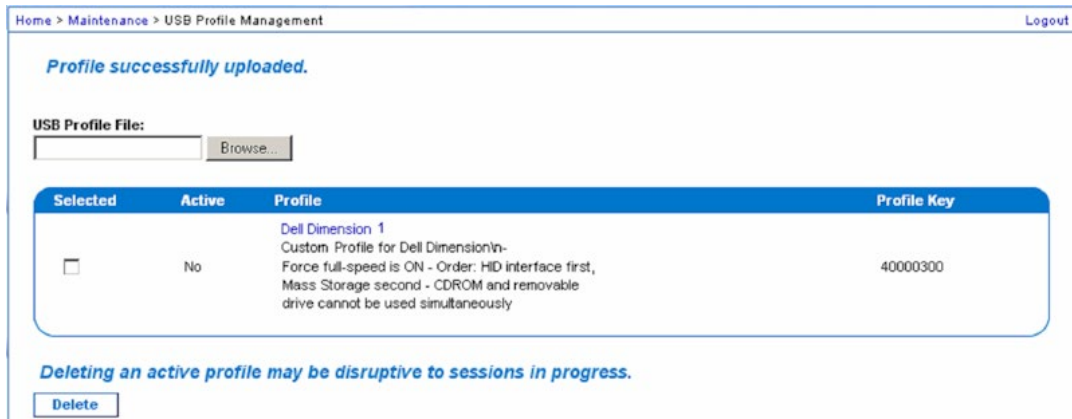 Home > Maintenance > USB Profile Management Logout
Profile successfully uploaded.
USB Profile File:
Browse...
Selected Active Profile Profile Key
Dell Dimension 1
Custom Profile for Dell Dimension\n-
No Force full-speed is ON - Order: HID interface first, 40000300
Mass Storage second - CDROM and removable
drive cannot be used simultaneously
Deleting an active profile may be disruptive to sessions in progress.
Delete